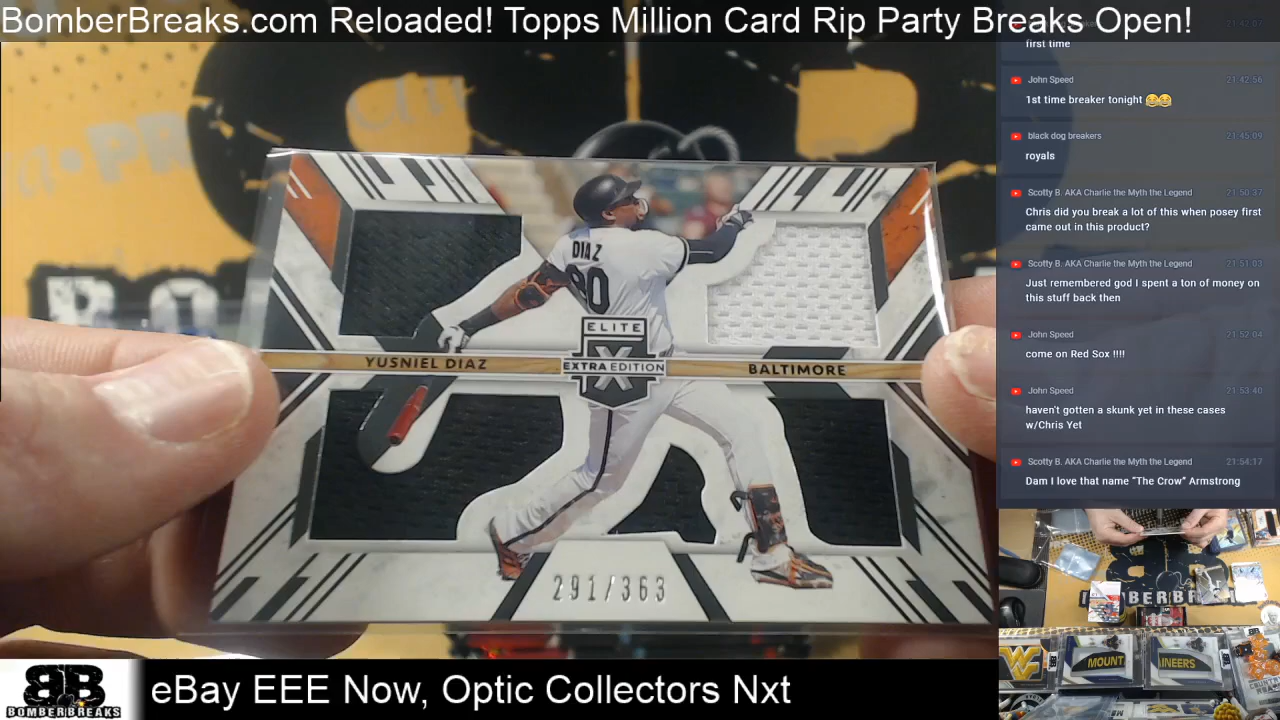 BomberBreaks.com Reloaded! Topps Million Card Rip Party Breaks Open!
first time
John Speed 21:42:56
1st time breaker tonight 😂😂
black dog breakers 21:45:09
royals
Scotty B. AKA Charlie the Myth the Legend 21:50:37
Chris did you break a lot of this when posey first
came out in this product?
Scotty B. AKA Charlie the Myth the Legend 21:51:03
Just remembered god I spent a ton of money on
this stuff back then
John Speed 21:52:04
come on Red Sox !!!!
John Speed 21:53:40
haven't gotten a skunk yet in these cases
w/Chris Yet
Scotty B. AKA Charlie the Myth the Legend 21:54:17
Dam I love that name "The Crow" Armstrong
DIAZ
90
ELITE
X
EXTRA EDITION
YUSNIEL DIAZ
BALTIMORE
291/363
MOUNT
INEERS
BB
BOMBERBREAKS
eBay EEE Now, Optic Collectors Nxt